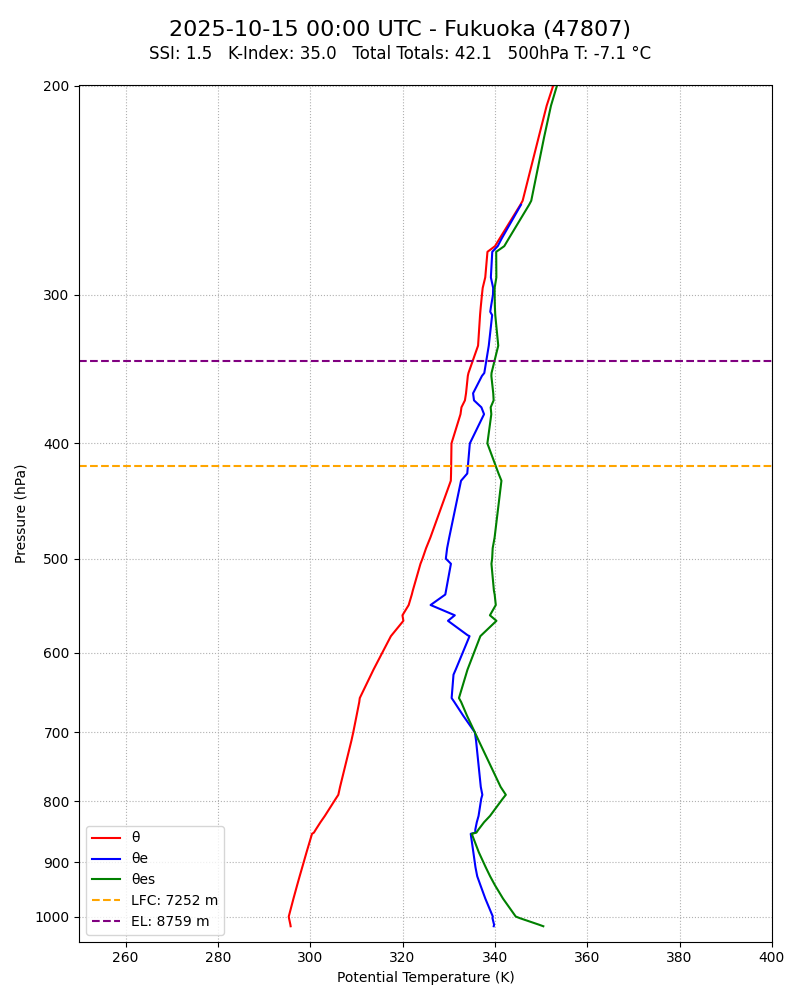 2025-10-15 00:00 UTC - Fukuoka (47807)
SSI: 1.5 K-Index: 35.0 Total Totals: 42.1 500hPa T: -7.1 °C
200
300
400
500
600
700
800
900
1000
Pressure (hPa)
θ
θe
θes
LFC: 7252 m
EL: 8759 m
260 280 300 320 340 360 380 400
Potential Temperature (K)